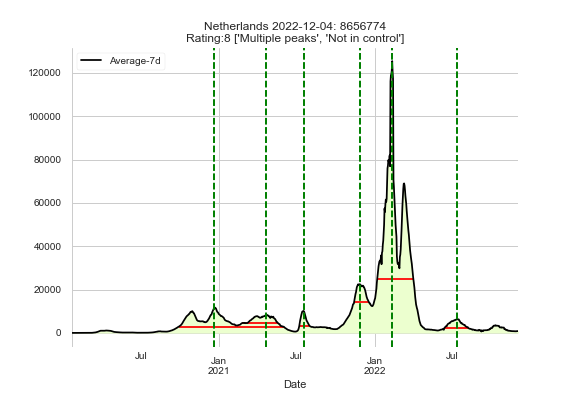 Netherlands 2022-12-04: 8656774
Rating:8 ['Multiple peaks', 'Not in control']
Average-7d
120000
100000
80000
60000
40000
20000
0
Jul
Jan
2021
Jul
Jan
2022
Jul
Date